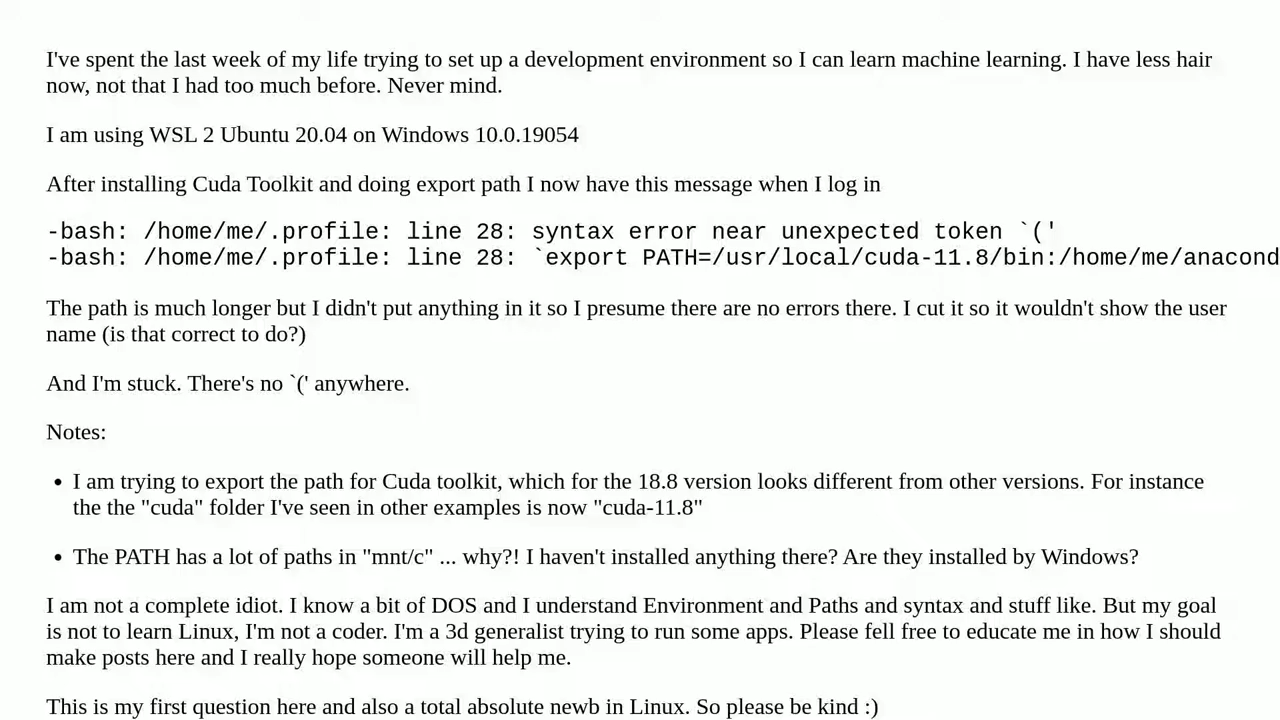 I've spent the last week of my life trying to set up a development environment so I can learn machine learning. I have less hair
now, not that I had too much before. Never mind.
I am using WSL 2 Ubuntu 20.04 on Windows 10.0.19054
After installing Cuda Toolkit and doing export path I now have this message when I log in
-bash: /home/me/.profile: line 28: syntax error near unexpected token `('
-bash: /home/me/.profile: line 28: `export PATH=/usr/local/cuda-11.8/bin:/home/me/anacond
The path is much longer but I didn't put anything in it so I presume there are no errors there. I cut it so it wouldn't show the user
name (is that correct to do?)
And I'm stuck. There's no `(' anywhere.
Notes:
• I am trying to export the path for Cuda toolkit, which for the 18.8 version looks different from other versions. For instance
the the "cuda" folder I've seen in other examples is now "cuda-11.8"
• The PATH has a lot of paths in "mnt/c" ... why?! I haven't installed anything there? Are they installed by Windows?
I am not a complete idiot. I know a bit of DOS and I understand Environment and Paths and syntax and stuff like. But my goal
is not to learn Linux, I'm not a coder. I'm a 3d generalist trying to run some apps. Please fell free to educate me in how I should
make posts here and I really hope someone will help me.
This is my first question here and also a total absolute newb in Linux. So please be kind :)